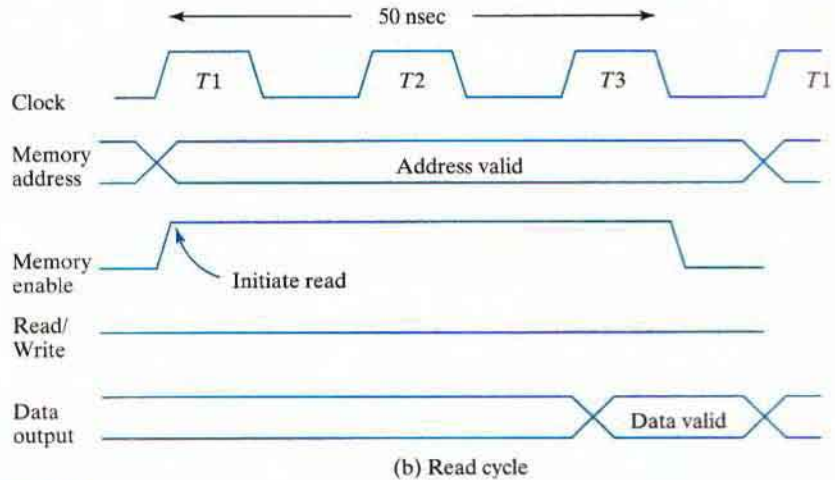 50 nsec
T1 T2 T3 T1
Clock
Memory
address
Address valid
Memory
enable
Initiate read
Read/
Write
Data
output
Data valid
(b) Read cycle